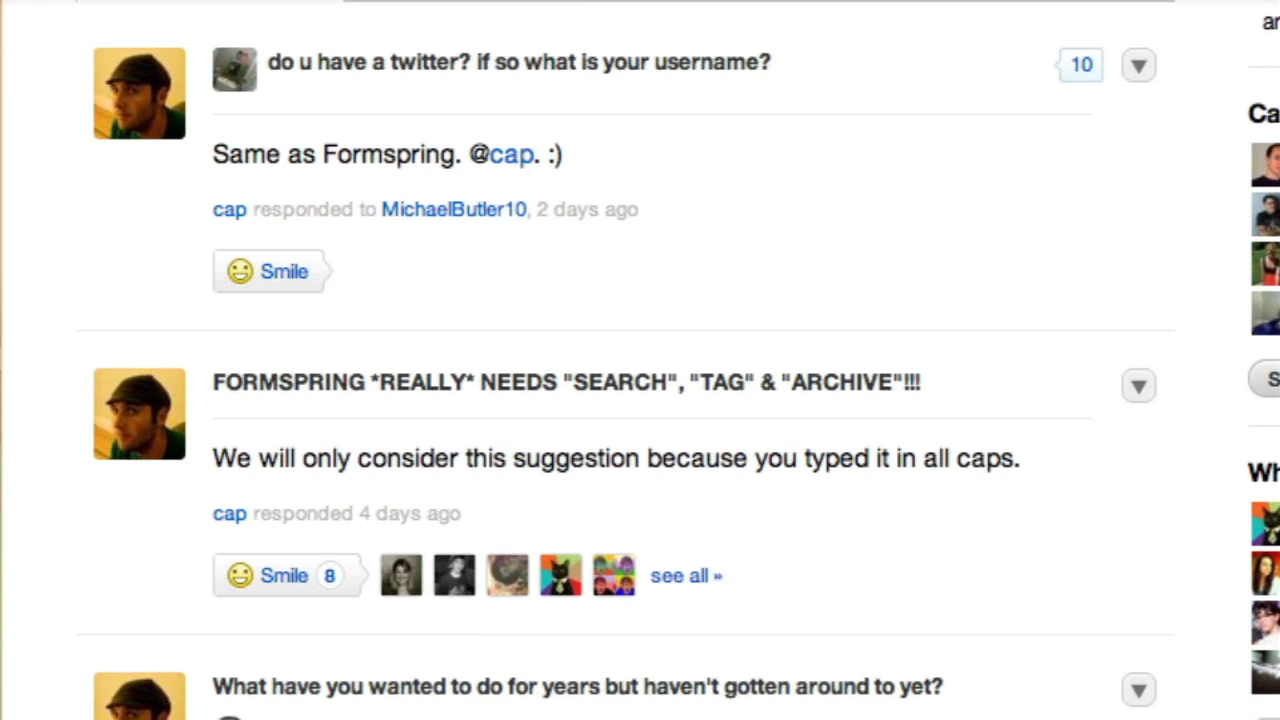 do u have a twitter? if so what is your username?
10
Same as Formspring. @cap. :)
cap responded to MichaelButler10, 2 days ago
Smile
FORMSPRING *REALLY* NEEDS "SEARCH", "TAG" & "ARCHIVE"!!!
We will only consider this suggestion because you typed it in all caps.
cap responded 4 days ago
Smile 8
see all »
What have you wanted to do for years but haven't gotten around to yet?
ar
Ca
S
Wh